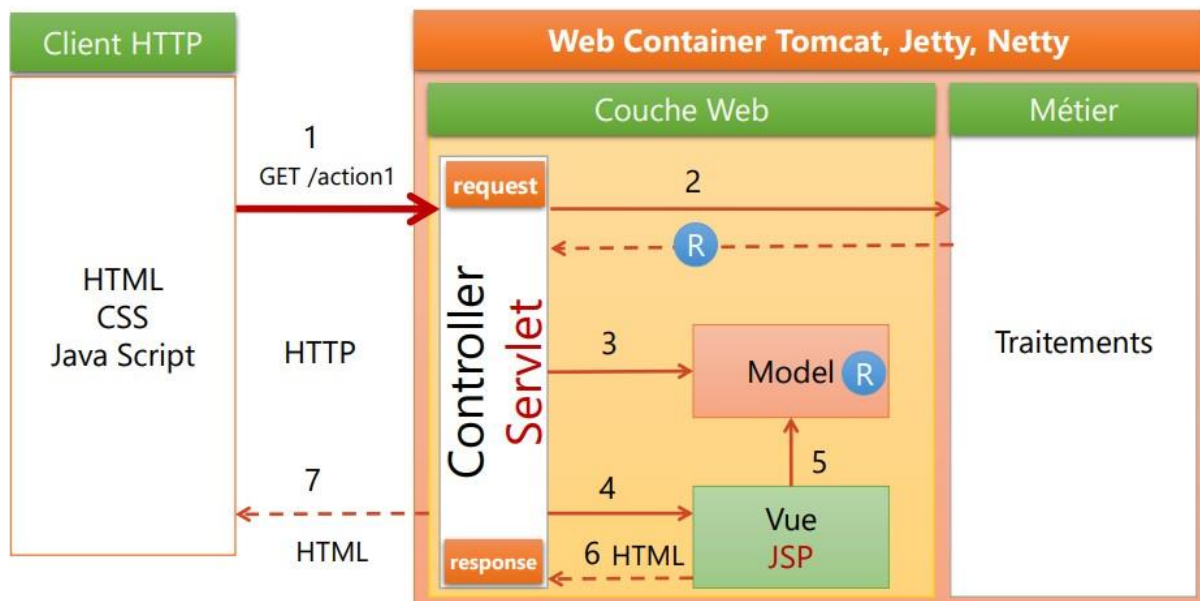 Client HTTP
Web Container Tomcat, Jetty, Netty
Couche Web
Métier
1
GET /action1
request
2
R
HTML
CSS
Java Script
HTTP
Controller
Servlet
3
Model R
Traitements
5
7
4
Vue
JSP
HTML
response
6 HTML